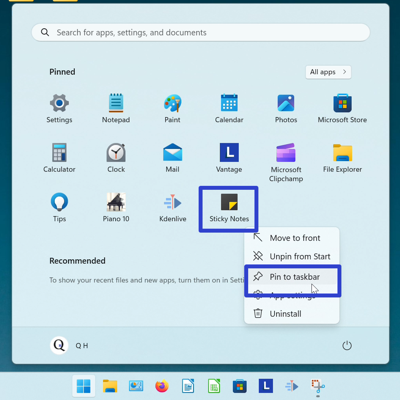 Search for apps, settings, and documents
Pinned
All apps
Settings
Notepad
Paint
Calendar
Photos
Microsoft Store
Calculator
Clock
Mail
Vantage
Microsoft
Clipchamp
File Explorer
Tips
Piano 10
Kdenlive
Sticky Notes
Move to front
Unpin from Start
Pin to taskbar
App settings
Uninstall
Recommended
To show your recent files and new apps, turn them on in Setti
Q H